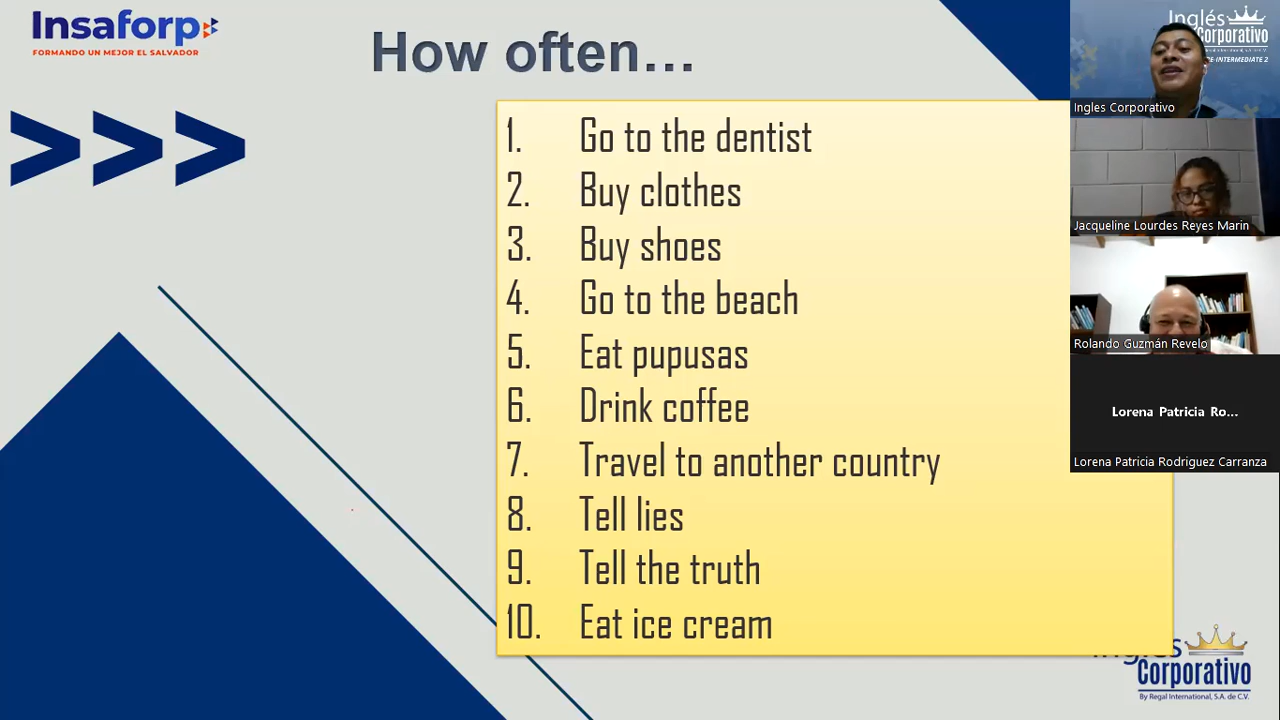 Insaforp
FORMANDO UN MEJOR EL SALVADOR
How often…
>>>
1. Go to the dentist
2. Buy clothes
3. Buy shoes
4. Go to the beach
5. Eat pupusas
6. Drink coffee
7. Travel to another country
8. Tell lies
9. Tell the truth
10. Eat ice cream
Inglés
Corporativo
Ingles Corporativo
Jacqueline Lourdes Reyes Marin
Rolando Guzmán Revelo
Lorena Patricia Ro...
Lorena Patricia Rodriguez Carranza
Corporativo
By Regal International, S.A. de C.V.